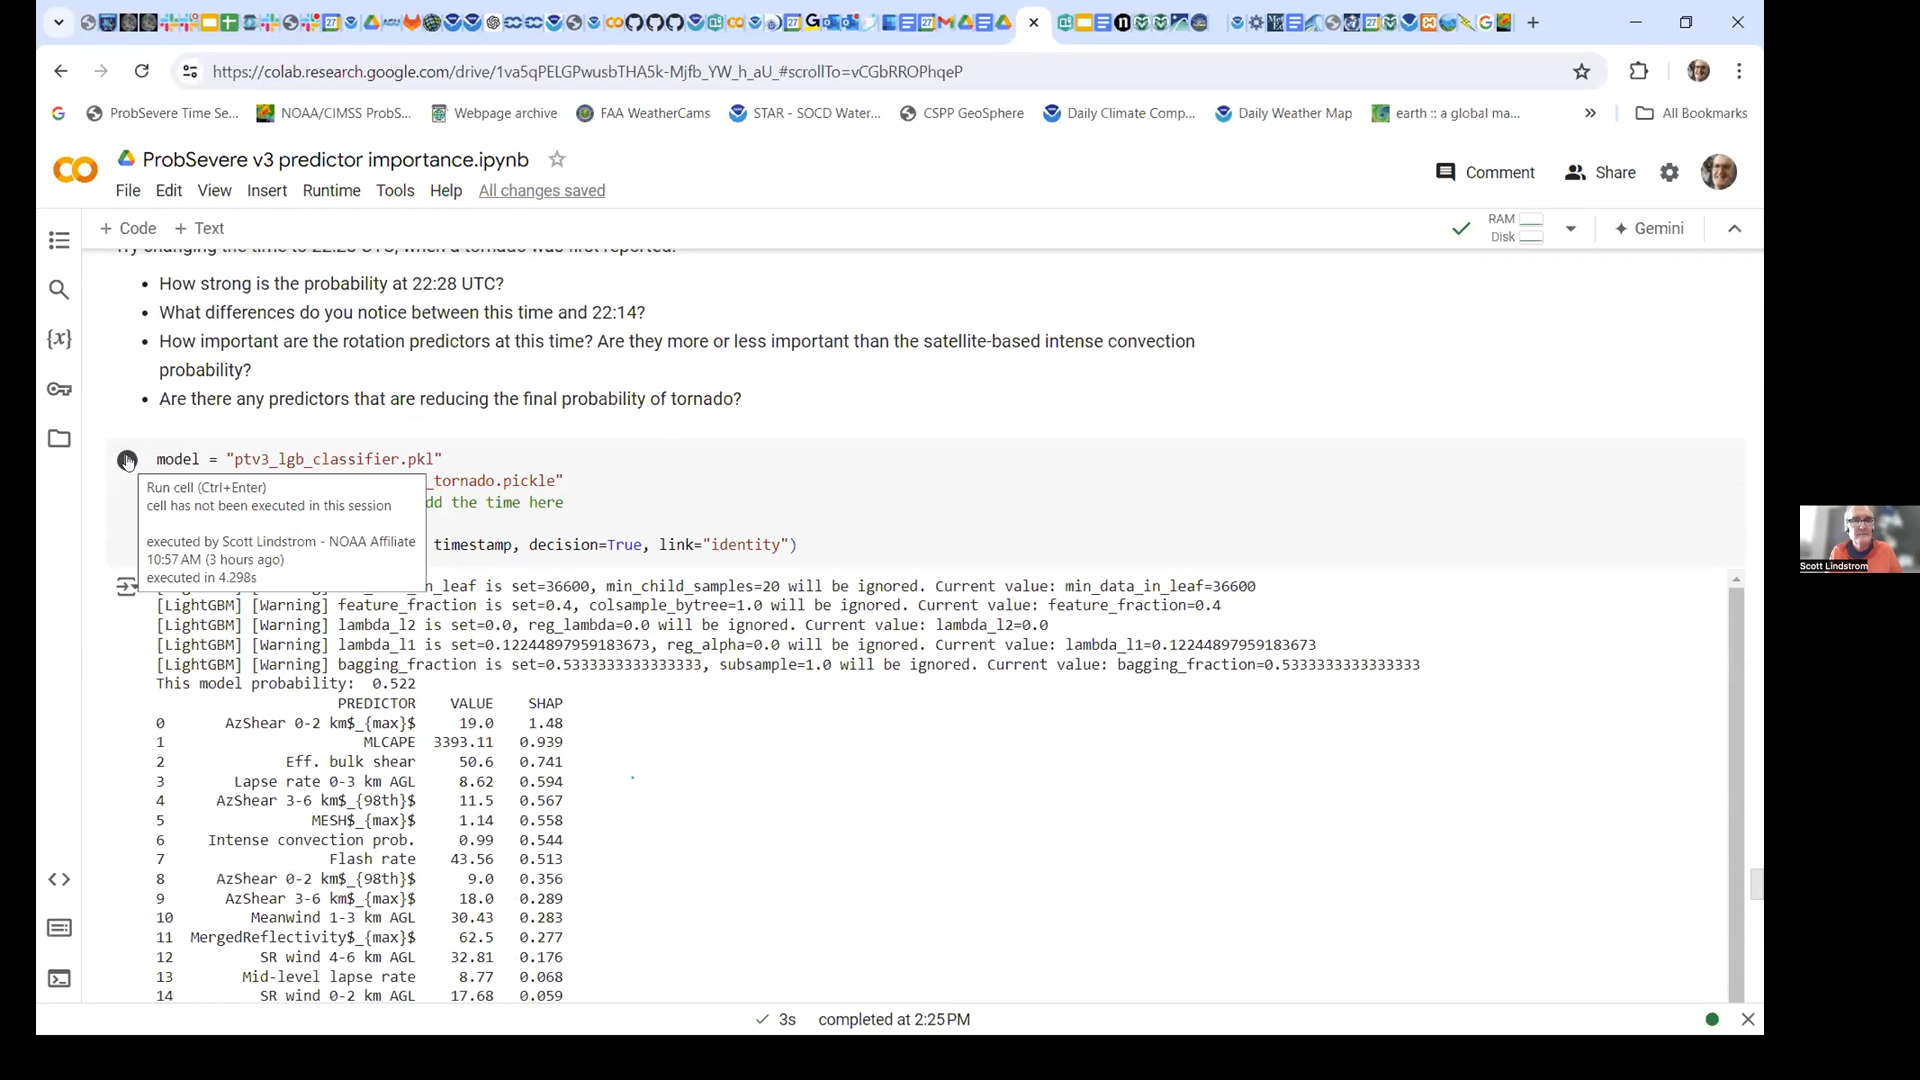 https://colab.research.google.com/drive/1va5qPELGPwusbTHA5k-Mjfb_YW_h_aU_#scrollTo=vCGbRROPhqeP
ProbSevere Time Se...
NOAA/CIMSS ProbS...
Webpage archive
FAA WeatherCams
STAR - SOCD Water...
CSPP GeoSphere
Daily Climate Comp...
Daily Weather Map
earth :: a global ma...
All Bookmarks
ProbSevere v3 predictor importance.ipynb
File Edit View Insert Runtime Tools Help All changes saved
Comment
Share
+ Code + Text
RAM
Disk
Gemini
• How strong is the probability at 22:28 UTC?
• What differences do you notice between this time and 22:14?
• How important are the rotation predictors at this time? Are they more or less important than the satellite-based intense convection
probability?
• Are there any predictors that are reducing the final probability of tornado?
model = "ptv3_lgb_classifier.pkl"
_tornado.pickle"
dd the time here
timestamp, decision=True, link="identity")
Run cell (Ctrl+Enter)
cell has not been executed in this session
executed by Scott Lindstrom - NOAA Affiliate
10:57 AM (3 hours ago)
executed in 4.298s
n_leaf is set=36600, min_child_samples=20 will be ignored. Current value: min_data_in_leaf=36600
[LightGBM] [Warning] feature_fraction is set=0.4, colsample_bytree=1.0 will be ignored. Current value: feature_fraction=0.4
[LightGBM] [Warning] lambda_l2 is set=0.0, reg_lambda=0.0 will be ignored. Current value: lambda_l2=0.0
[LightGBM] [Warning] lambda_l1 is set=0.12244897959183673, reg_alpha=0.0 will be ignored. Current value: lambda_l1=0.12244897959183673
[LightGBM] [Warning] bagging_fraction is set=0.5333333333333333, subsample=1.0 will be ignored. Current value: bagging_fraction=0.5333333333333333
This model probability: 0.522
PREDICTOR VALUE SHAP
0 AzShear 0-2 km$_{max}$ 19.0 1.48
1 MLCAPE 3393.11 0.939
2 Eff. bulk shear 50.6 0.741
3 Lapse rate 0-3 km AGL 8.62 0.594
4 AzShear 3-6 km$_{98th}$ 11.5 0.567
5 MESH$_{max}$ 1.14 0.558
6 Intense convection prob. 0.99 0.544
7 Flash rate 43.56 0.513
8 AzShear 0-2 km$_{98th}$ 9.0 0.356
9 AzShear 3-6 km$_{max}$ 18.0 0.289
10 Meanwind 1-3 km AGL 30.43 0.283
11 MergedReflectivity$_{max}$ 62.5 0.277
12 SR wind 4-6 km AGL 32.81 0.176
13 Mid-level lapse rate 8.77 0.068
14 SR wind 0-2 km AGL 17.68 0.059
3s completed at 2:25 PM
Scott Lindstrom